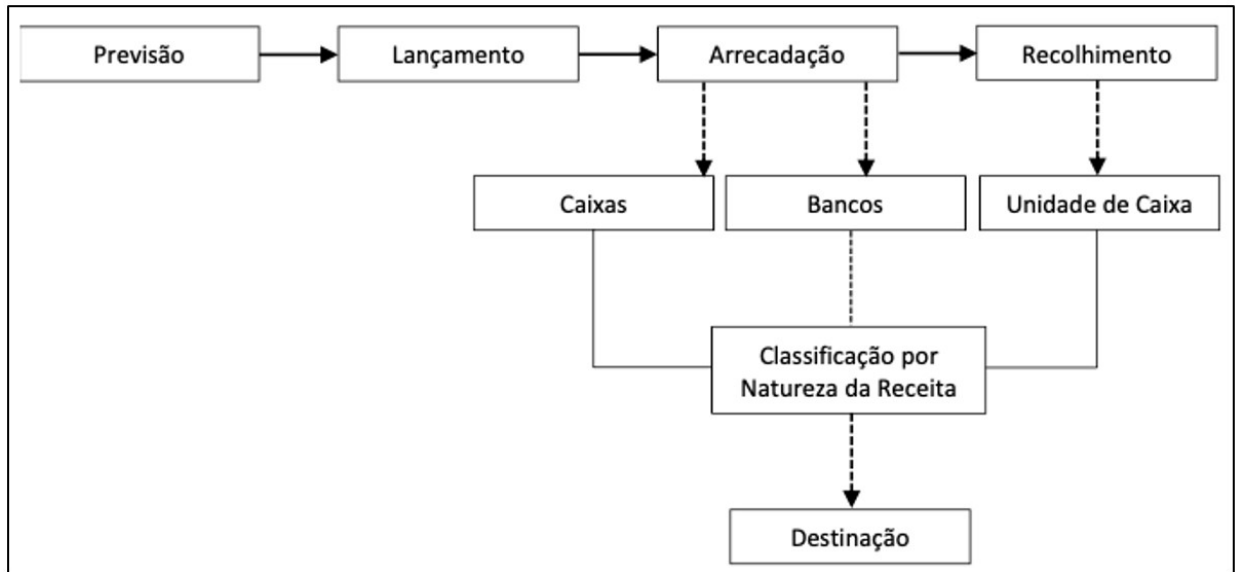 Previsão
Lançamento
Arrecadação
Recolhimento
Caixas
Bancos
Unidade de Caixa
Classificação por
Natureza da Receita
Destinação